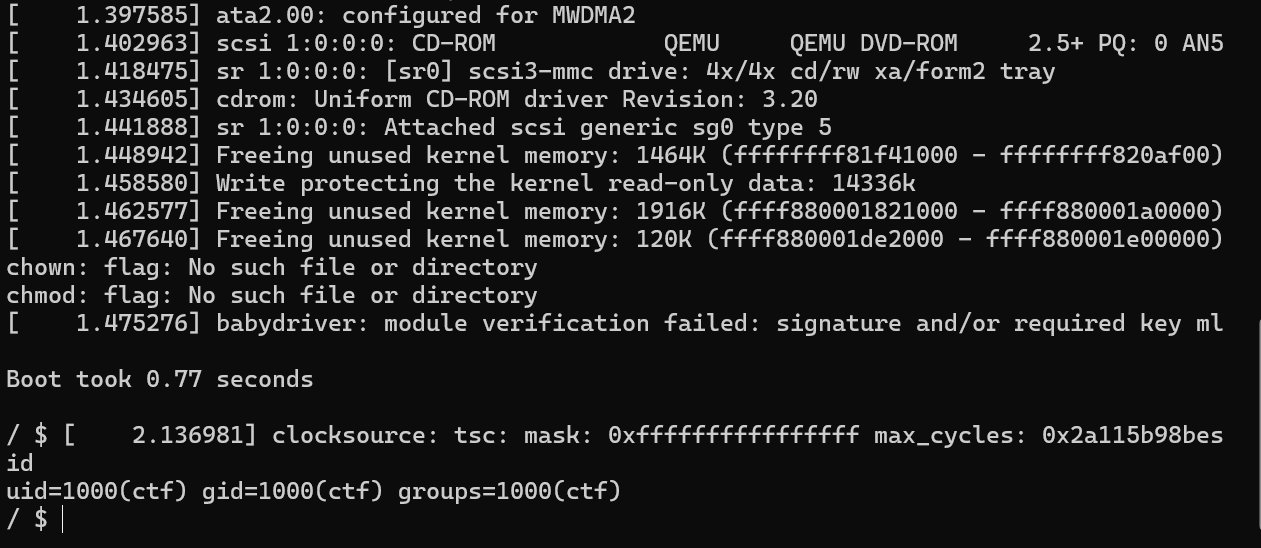 [    1.397585] ata2.00: configured for MWDMA2
[    1.402963] scsi 1:0:0:0: CD-ROM            QEMU     QEMU DVD-ROM     2.5+ PQ: 0 AN5
[    1.418475] sr 1:0:0:0: [sr0] scsi3-mmc drive: 4x/4x cd/rw xa/form2 tray
[    1.434605] cdrom: Uniform CD-ROM driver Revision: 3.20
[    1.441888] sr 1:0:0:0: Attached scsi generic sg0 type 5
[    1.448942] Freeing unused kernel memory: 1464K (ffffffff81f41000 - ffffffff820af00)
[    1.458580] Write protecting the kernel read-only data: 14336k
[    1.462577] Freeing unused kernel memory: 1916K (ffff880001821000 - ffff880001a0000)
[    1.467640] Freeing unused kernel memory: 120K (ffff880001de2000 - ffff880001e00000)
chown: flag: No such file or directory
chmod: flag: No such file or directory
[    1.475276] babydriver: module verification failed: signature and/or required key ml
Boot took 0.77 seconds
/ $ [    2.136981] clocksource: tsc: mask: 0xffffffffffffffff max_cycles: 0x2a115b98bes
id
uid=1000(ctf) gid=1000(ctf) groups=1000(ctf)
/ $